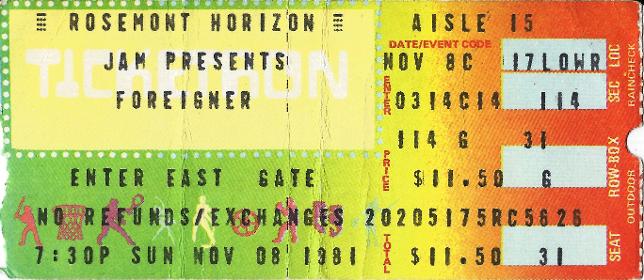 ROSEMONT HORIZON AISLE 15
TICKETRON
DATE/EVENT CODE
JAM PRESENTS NOV 8C 17LOWR
FOREIGNER 0314C14 114
ENTER
114 G 31
PRICE
ENTER EAST GATE $11.50 G
NO REFUNDS/EXCHANGES 20205175RC5626
7:30P SUN NOV 08 1981 $11.50 31
TOTAL
SEC LOC
ROW-BOX
SEAT
RAINCHECK
OUTDOOR